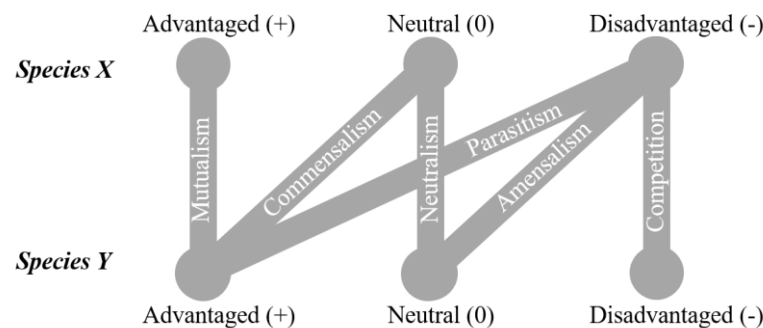 Advantaged (+) Neutral (0) Disadvantaged (-)
Species X
Mutualism
Commensalism
Neutralism
Parasitism
Amensalism
Competition
Species Y
Advantaged (+) Neutral (0) Disadvantaged (-)